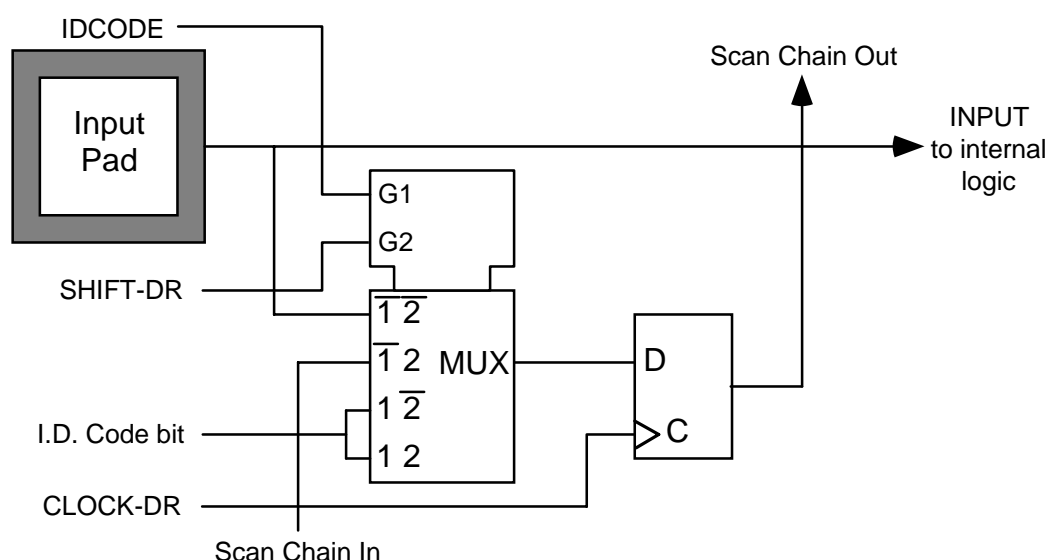 IDCODE
Scan Chain Out
Input
Pad
INPUT
to internal
logic
G1
G2
SHIFT-DR
1̅ 2̅
1̅ 2
MUX
D
1 2̅
I.D. Code bit
1 2
C
CLOCK-DR
Scan Chain In